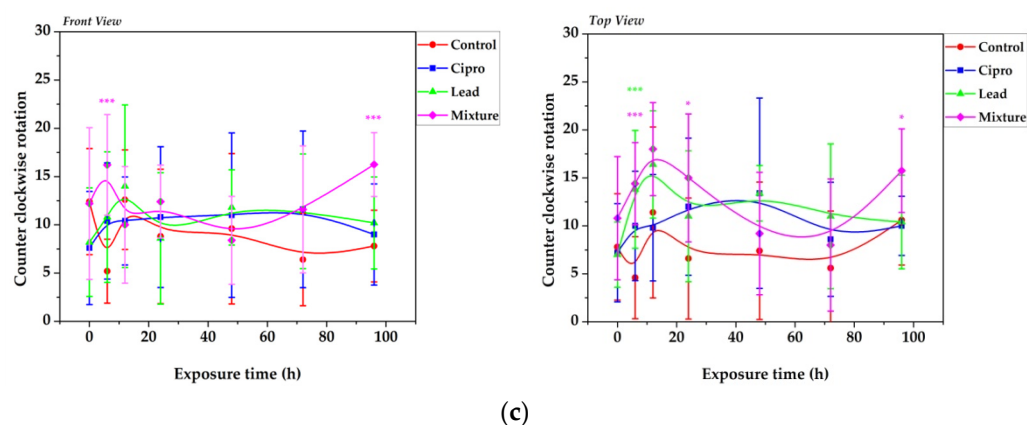 Front View
Counter clockwise rotation
30
25
20
15
10
5
0
***
***
0 20 40 60 80 100
Exposure time (h)
Control
Cipro
Lead
Mixture
Top View
Counter clockwise rotation
30
25
20
15
10
5
0
***
***
*
*
0 20 40 60 80 100
Exposure time (h)
Control
Cipro
Lead
Mixture
(c)